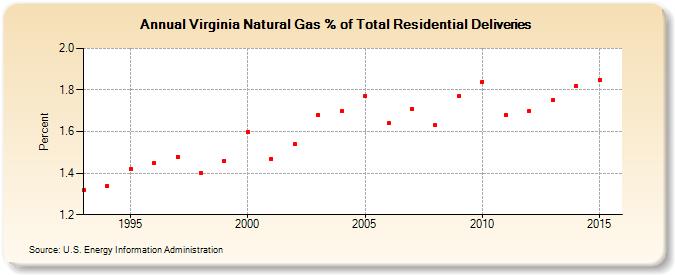 Annual Virginia Natural Gas % of Total Residential Deliveries
Percent
2.0
1.8
1.6
1.4
1.2
1995 2000 2005 2010 2015
Source: U.S. Energy Information Administration